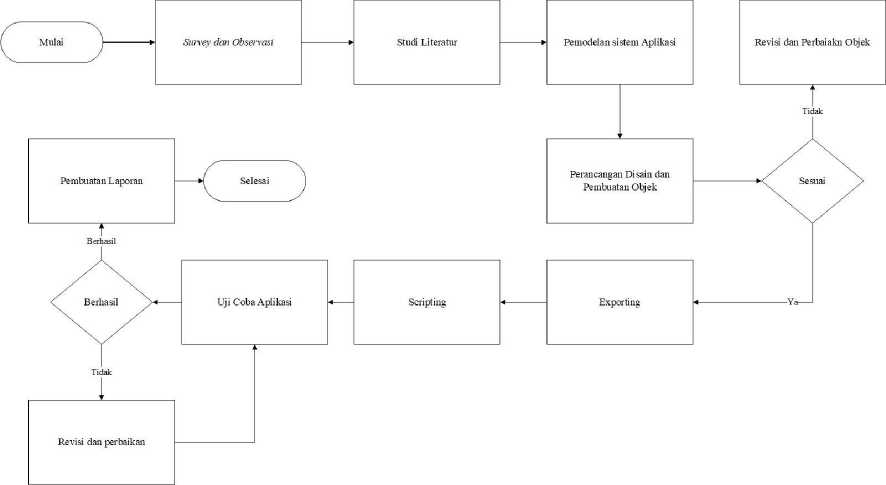 Mulai
Survey dan Observasi
Studi Literatur
Pemodelan sistem Aplikasi
Revisi dan Perbaiakn Objek
Tidak
Pembuatan Laporan
Selesai
Perancangan Disain dan
Pembuatan Objek
Sesuai
Berhasil
Berhasil
Uji Coba Aplikasi
Scripting
Exporting
Ya
Tidak
Revisi dan perbaikan